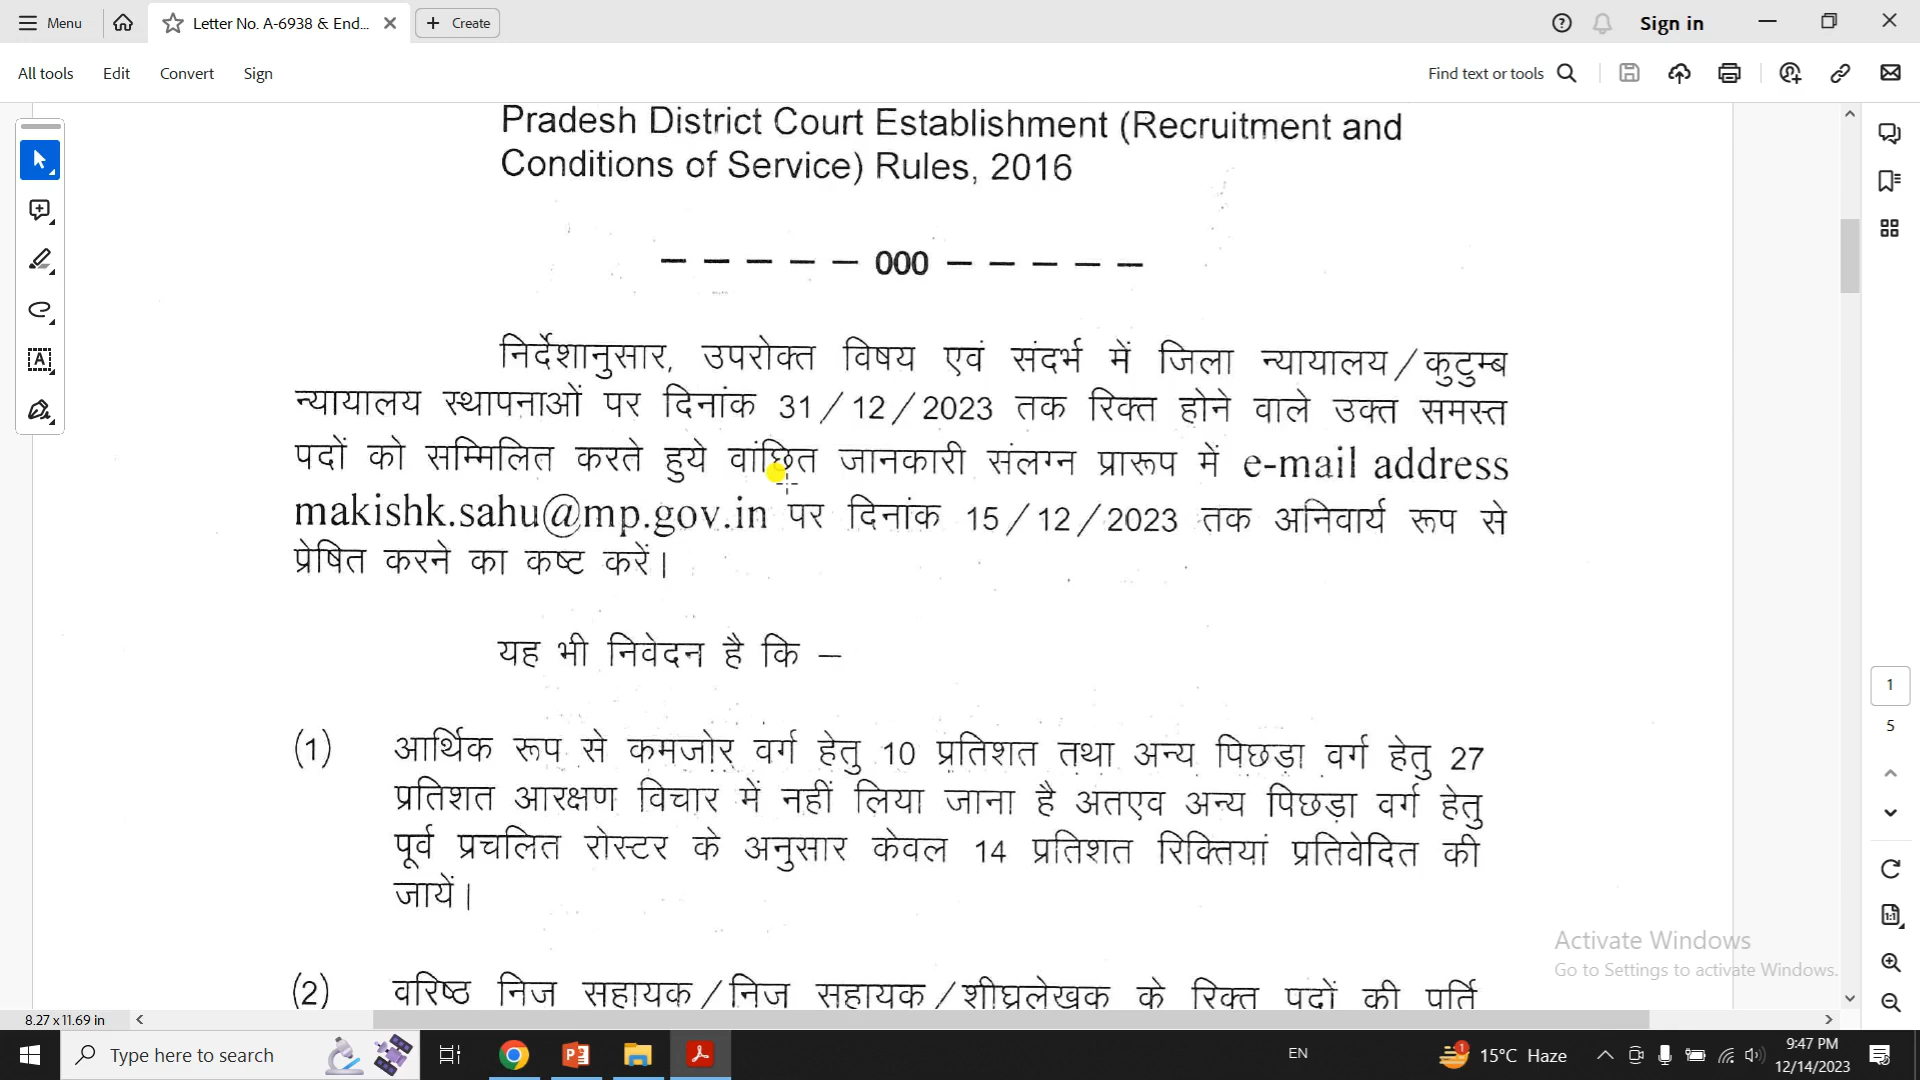 Menu
Letter No. A-6938 & End...
Create
Sign in
All tools
Edit
Convert
Sign
Find text or tools
Pradesh District Court Establishment (Recruitment and
Conditions of Service) Rules, 2016
– – – – – 000 – – – – –
निर्देशानुसार, उपरोक्त विषय एवं संदर्भ में जिला न्यायालय/कुटुम्ब
न्यायालय स्थापनाओं पर दिनांक 31/12/2023 तक रिक्त होने वाले उक्त समस्त
पदों को सम्मिलित करते हुये वांछित जानकारी संलग्न प्रारूप में e-mail address
makishk.sahu@mp.gov.in पर दिनांक 15/12/2023 तक अनिवार्य रूप से
प्रेषित करने का कष्ट करें।
यह भी निवेदन है कि –
(1) आर्थिक रूप से कमजोर वर्ग हेतु 10 प्रतिशत तथा अन्य पिछड़ा वर्ग हेतु 27
प्रतिशत आरक्षण विचार में नहीं लिया जाना है अतएव अन्य पिछड़ा वर्ग हेतु
पूर्व प्रचलित रोस्टर के अनुसार केवल 14 प्रतिशत रिक्तियां प्रतिवेदित की
जायें।
(2) वरिष्ठ निज सहायक/निज सहायक/शीघ्रलेखक के रिक्त पदों की पूर्ति
1
5
Activate Windows
Go to Settings to activate Windows.
8.27 x 11.69 in
Type here to search
EN
1
15°C Haze
9:47 PM
12/14/2023